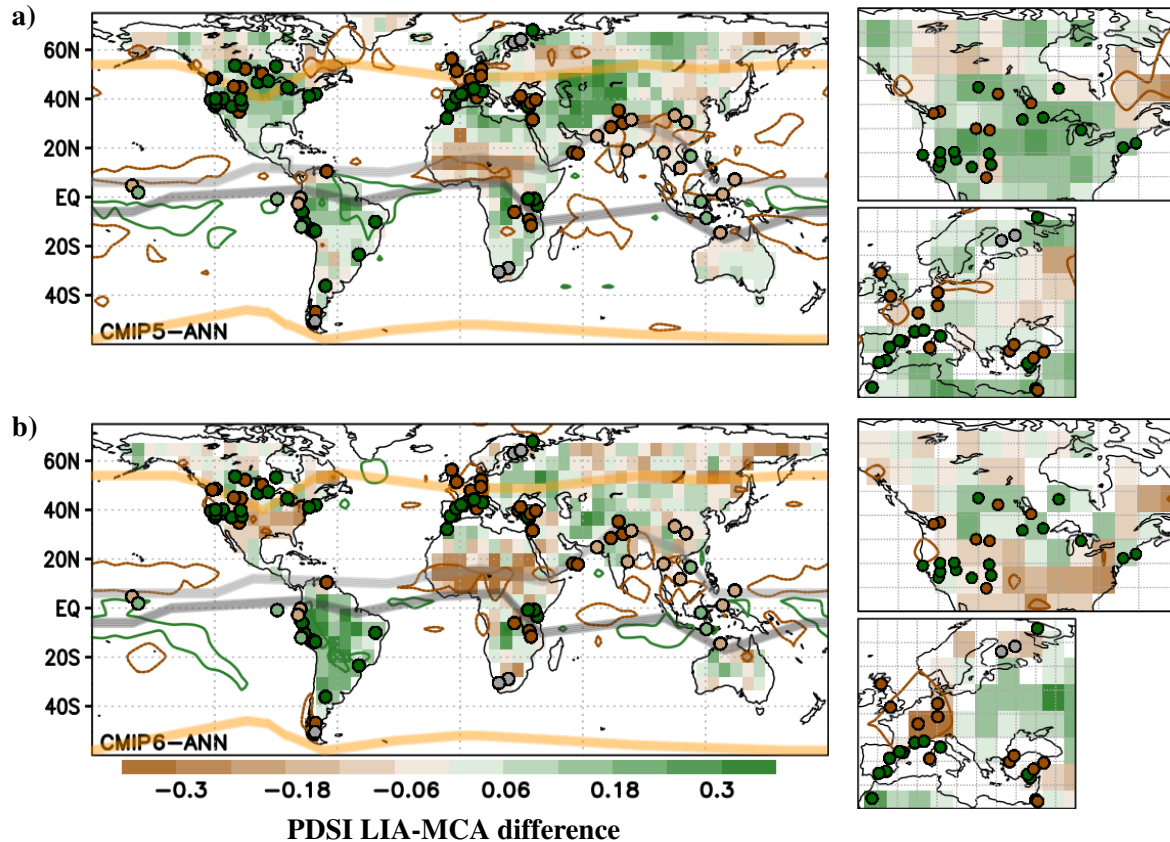 a)
60N
40N
20N
EQ
20S
40S
CMIP5-ANN
b)
60N
40N
20N
EQ
20S
40S
CMIP6-ANN
-0.3 -0.18 -0.06 0.06 0.18 0.3
PDSI LIA-MCA difference